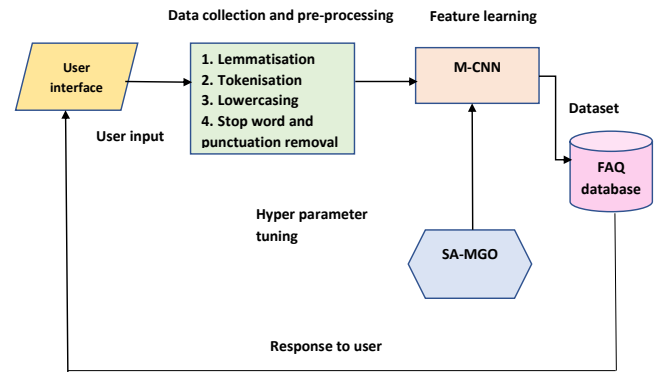 Data collection and pre-processing
Feature learning
User
interface
1. Lemmatisation
2. Tokenisation
3. Lowercasing
4. Stop word and
punctuation removal
M-CNN
User input
Dataset
FAQ
database
Hyper parameter
tuning
SA-MGO
Response to user